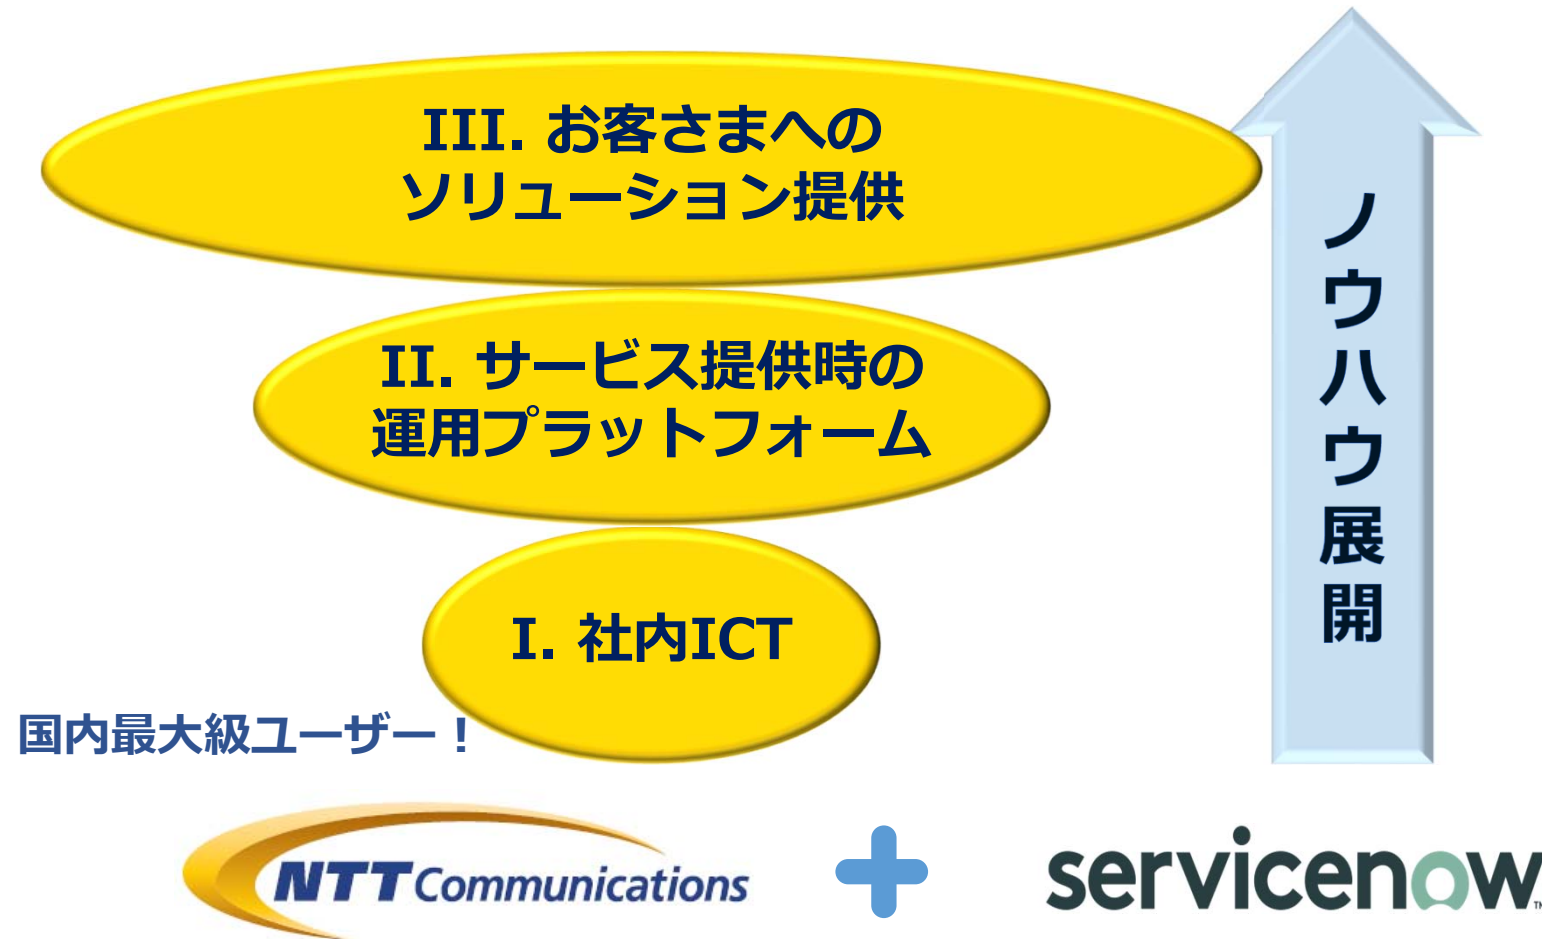 III. お客さまへの
ソリューション提供
II. サービス提供時の
運用プラットフォーム
I. 社内ICT
国内最大級ユーザー！
ノウハウ展開
NTT Communications
servicenow™